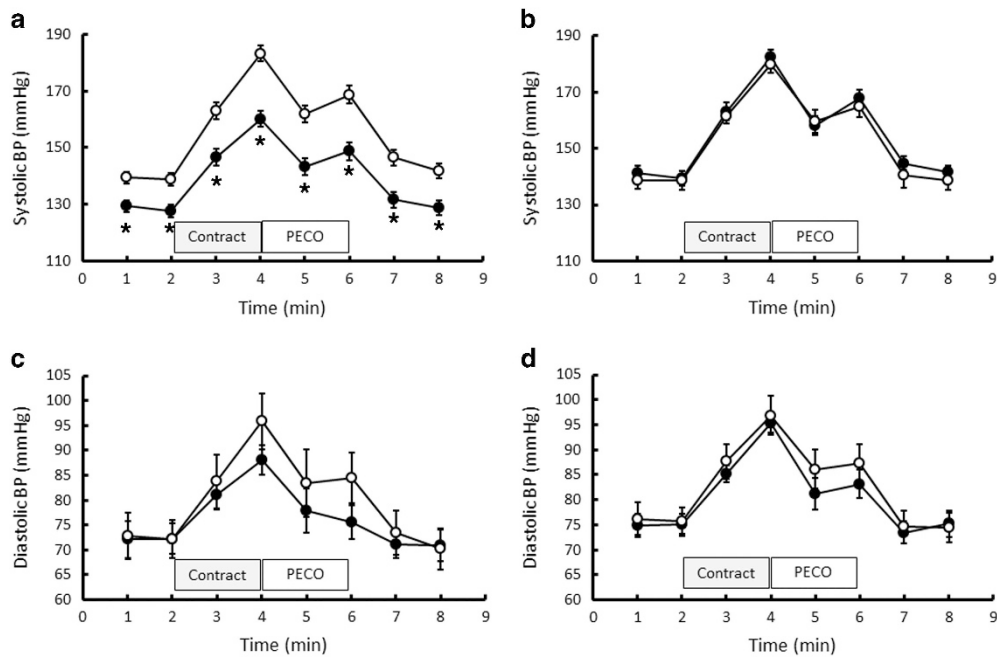 a
190
170
150
130
110
Systolic BP (mmHg)
* * * * * * * *
Contract PECO
0 1 2 3 4 5 6 7 8 9
Time (min)
b
190
170
150
130
110
Systolic BP (mmHg)
Contract PECO
0 1 2 3 4 5 6 7 8 9
Time (min)
c
105
100
95
90
85
80
75
70
65
60
Diastolic BP (mmHg)
Contract PECO
0 1 2 3 4 5 6 7 8 9
Time (min)
d
105
100
95
90
85
80
75
70
65
60
Diastolic BP (mmHg)
Contract PECO
0 1 2 3 4 5 6 7 8 9
Time (min)